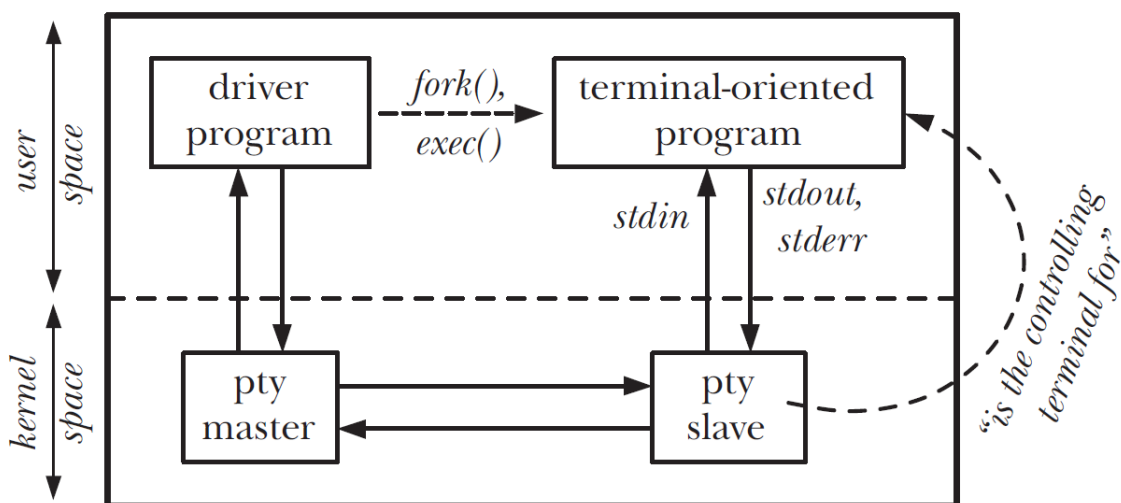 driver
program
fork(),
exec()
terminal-oriented
program
user
space
stdin
stdout,
stderr
“is the controlling
terminal for”
kernel
space
pty
master
pty
slave